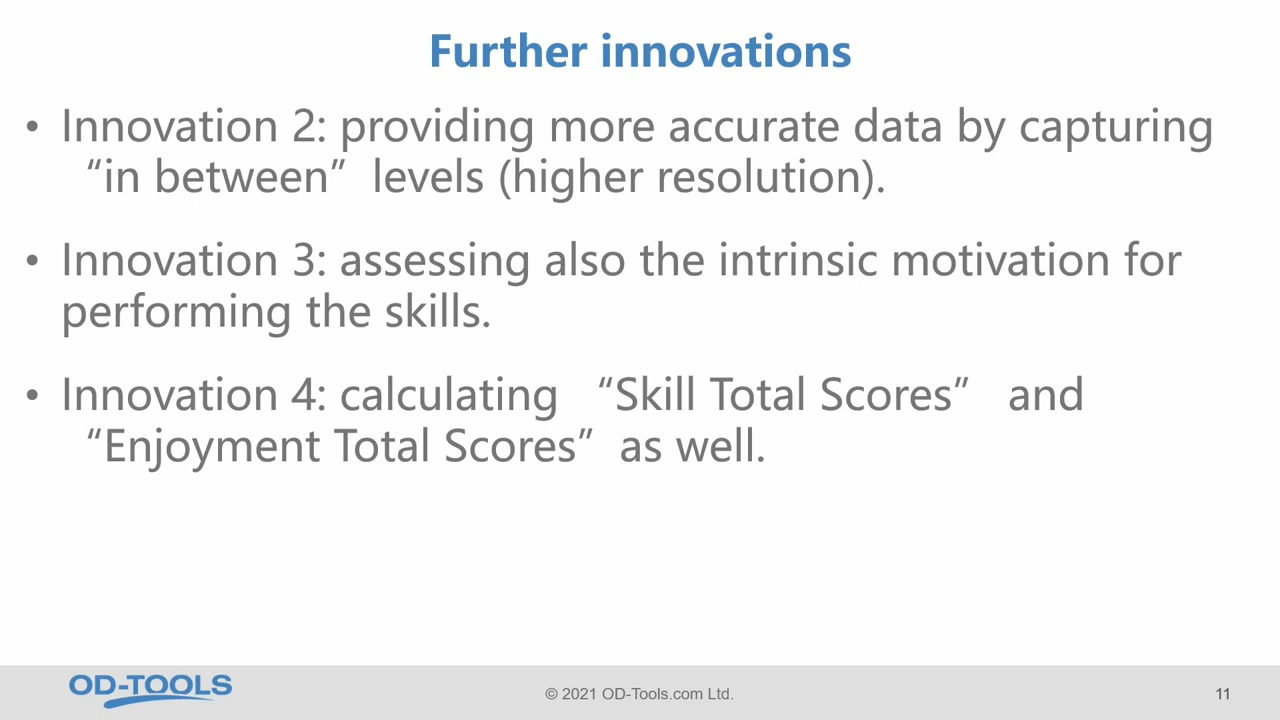 Further innovations
• Innovation 2: providing more accurate data by capturing
“in between” levels (higher resolution).
• Innovation 3: assessing also the intrinsic motivation for
performing the skills.
• Innovation 4: calculating “Skill Total Scores” and
“Enjoyment Total Scores” as well.
OD-TOOLS
© 2021 OD-Tools.com Ltd.
11